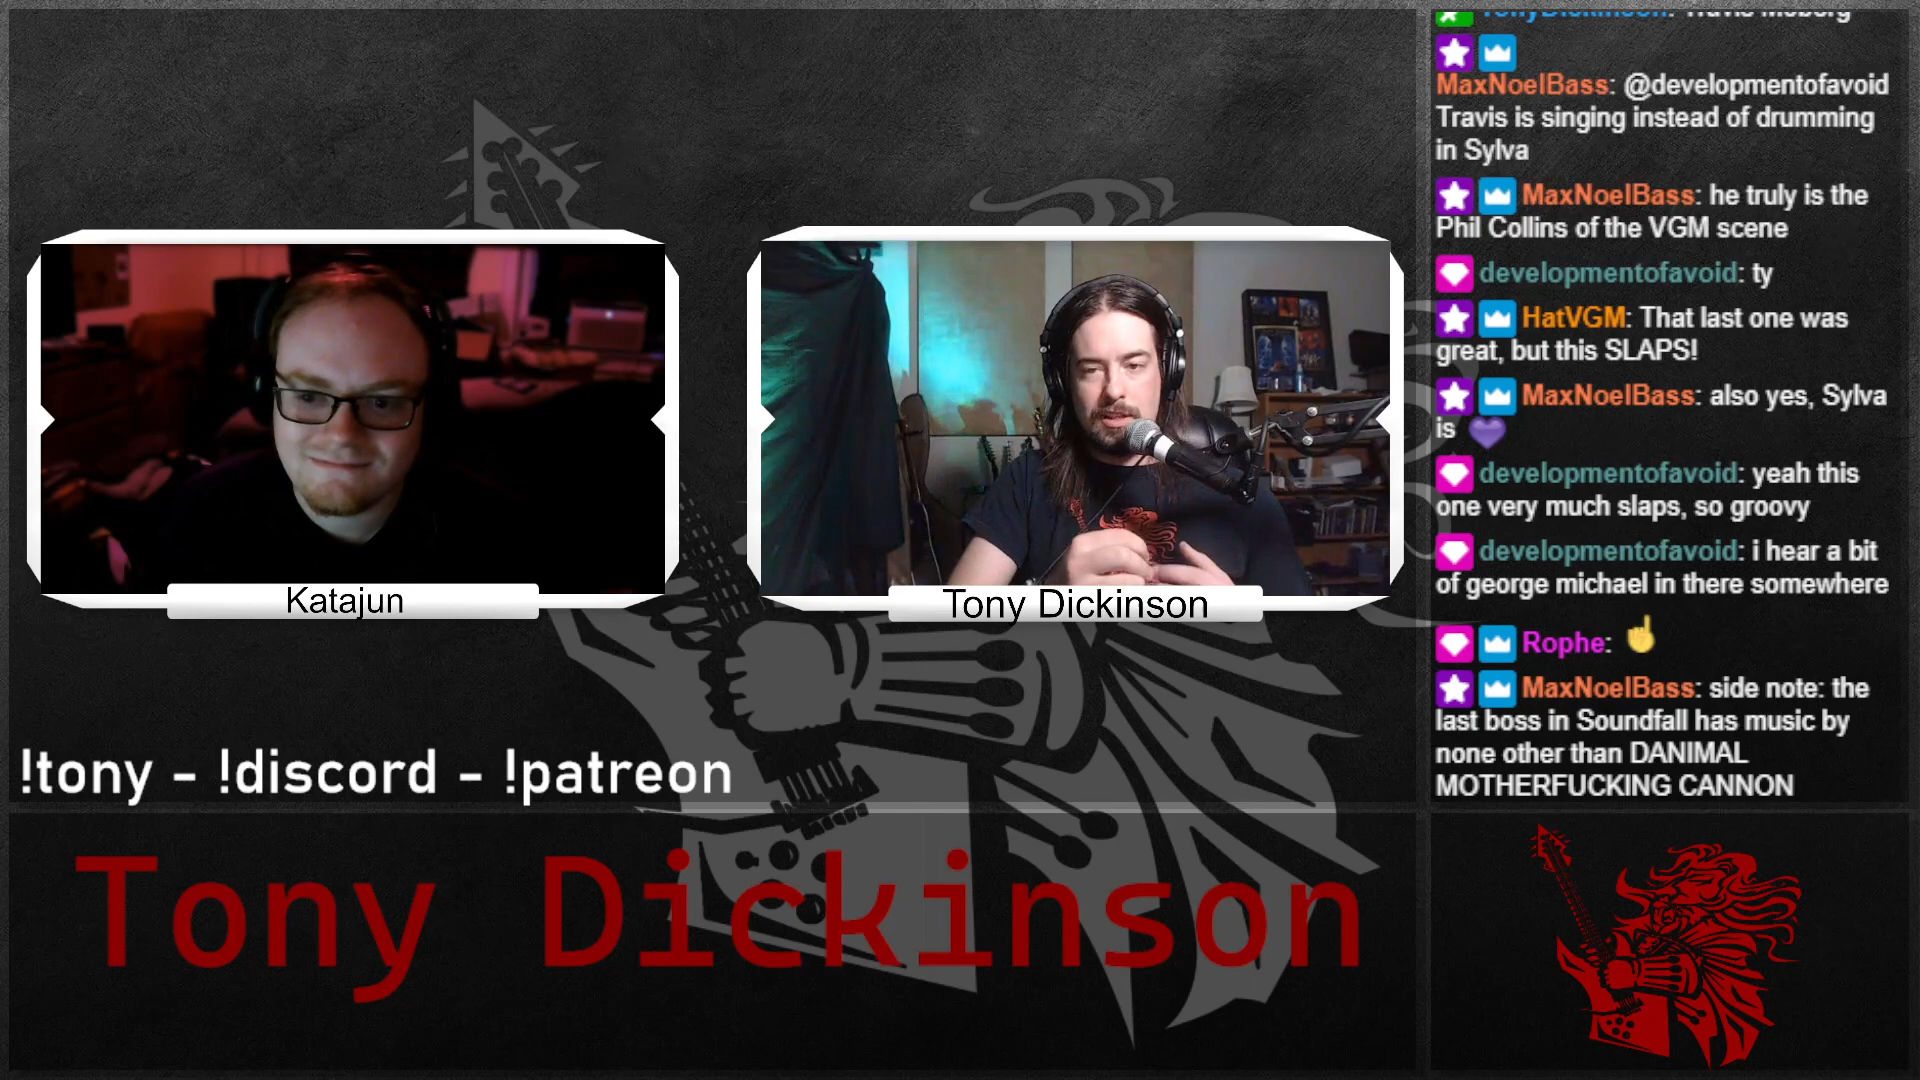 Katajun
Tony Dickinson
!tony - !discord - !patreon
Tony Dickinson
TonyDickinson: Travis Moberg
MaxNoelBass: @developmentofavoid
Travis is singing instead of drumming
in Sylva
MaxNoelBass: he truly is the
Phil Collins of the VGM scene
developmentofavoid: ty
HatVGM: That last one was
great, but this SLAPS!
MaxNoelBass: also yes, Sylva
is
developmentofavoid: yeah this
one very much slaps, so groovy
developmentofavoid: i hear a bit
of george michael in there somewhere
Rophe:
MaxNoelBass: side note: the
last boss in Soundfall has music by
none other than DANIMAL
MOTHERFUCKING CANNON